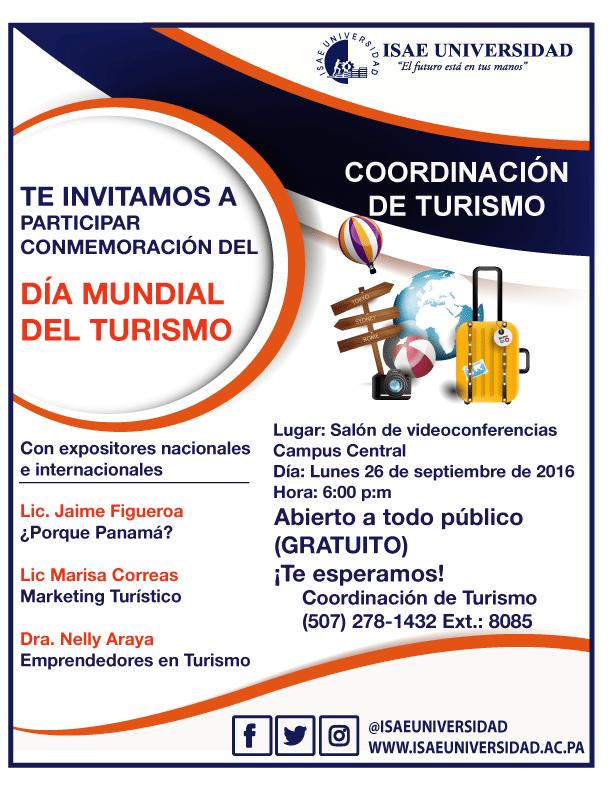 ISAE UNIVERSIDAD
ISAE UNIVERSIDAD
"El futuro está en tus manos"
COORDINACIÓN
DE TURISMO
TE INVITAMOS A
PARTICIPAR
CONMEMORACIÓN DEL
DÍA MUNDIAL
DEL TURISMO
TOKYO
SYDNEY
ROME
Con expositores nacionales
e internacionales
Lic. Jaime Figueroa
¿Porque Panamá?
Lic Marisa Correas
Marketing Turístico
Dra. Nelly Araya
Emprendedores en Turismo
Lugar: Salón de videoconferencias
Campus Central
Día: Lunes 26 de septiembre de 2016
Hora: 6:00 p:m
Abierto a todo público
(GRATUITO)
¡Te esperamos!
Coordinación de Turismo
(507) 278-1432 Ext.: 8085
@ISAEUNIVERSIDAD
WWW.ISAEUNIVERSIDAD.AC.PA